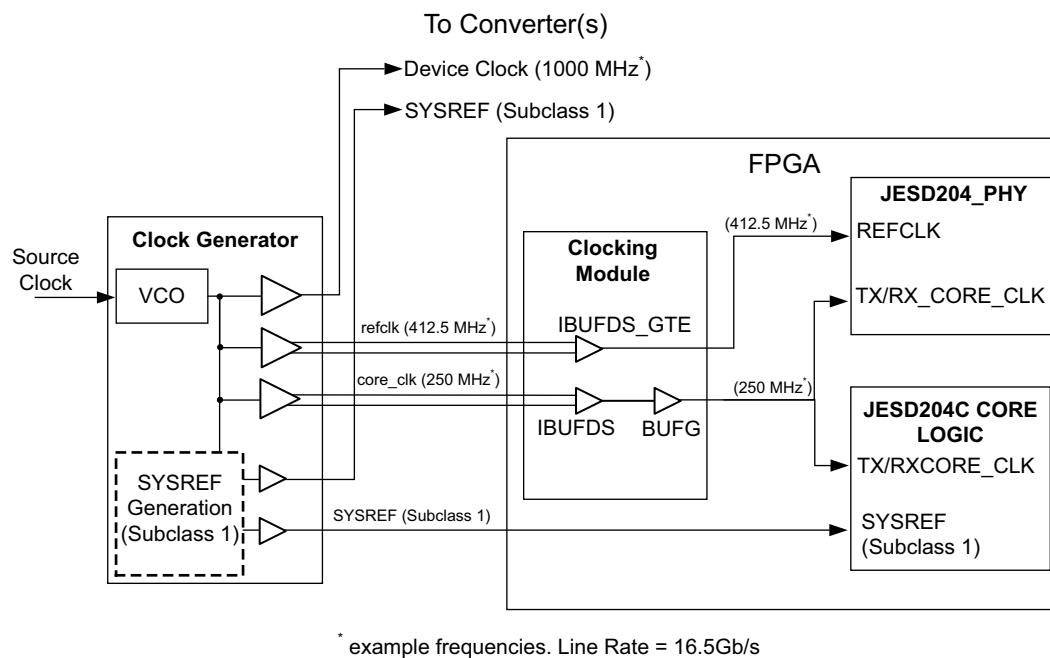 To Converter(s)
Device Clock (1000 MHz*)
SYSREF (Subclass 1)
FPGA
JESD204_PHY
REFCLK
TX/RX_CORE_CLK
(412.5 MHz*)
Clock Generator
Source
Clock
VCO
Clocking
Module
refclk (412.5 MHz*)
IBUFDS_GTE
core_clk (250 MHz*)
IBUFDS
BUFG
(250 MHz*)
JESD204C CORE
LOGIC
TX/RXCORE_CLK
SYSREF
(Subclass 1)
SYSREF
Generation
(Subclass 1)
SYSREF (Subclass 1)
* example frequencies. Line Rate = 16.5Gb/s